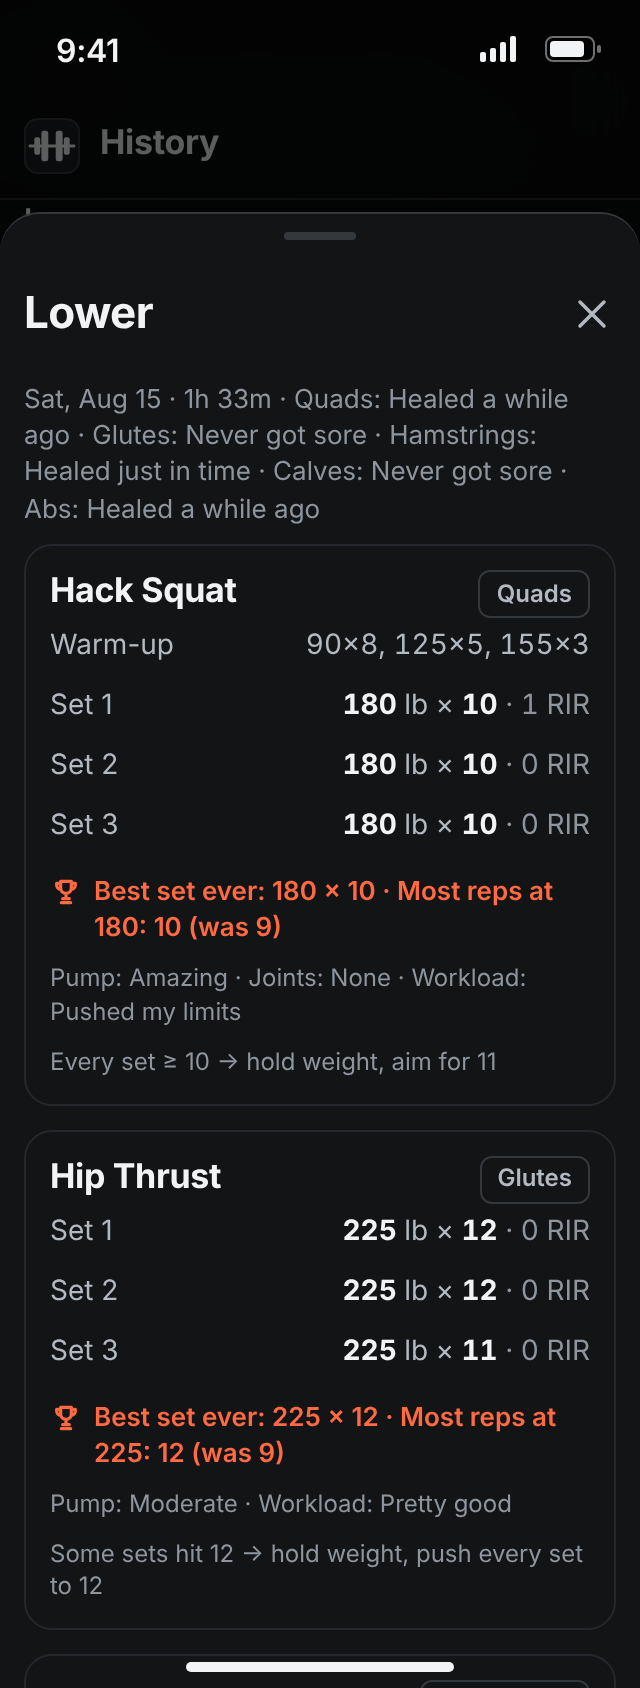 9:41
History
Lower
Sat, Aug 15 · 1h 33m · Quads: Healed a while
ago · Glutes: Never got sore · Hamstrings:
Healed just in time · Calves: Never got sore ·
Abs: Healed a while ago
Hack Squat
Quads
Warm-up 90×8, 125×5, 155×3
Set 1 180 lb × 10 · 1 RIR
Set 2 180 lb × 10 · 0 RIR
Set 3 180 lb × 10 · 0 RIR
Best set ever: 180 × 10 · Most reps at
180: 10 (was 9)
Pump: Amazing · Joints: None · Workload:
Pushed my limits
Every set ≥ 10 → hold weight, aim for 11
Hip Thrust
Glutes
Set 1 225 lb × 12 · 0 RIR
Set 2 225 lb × 12 · 0 RIR
Set 3 225 lb × 11 · 0 RIR
Best set ever: 225 × 12 · Most reps at
225: 12 (was 9)
Pump: Moderate · Workload: Pretty good
Some sets hit 12 → hold weight, push every set
to 12